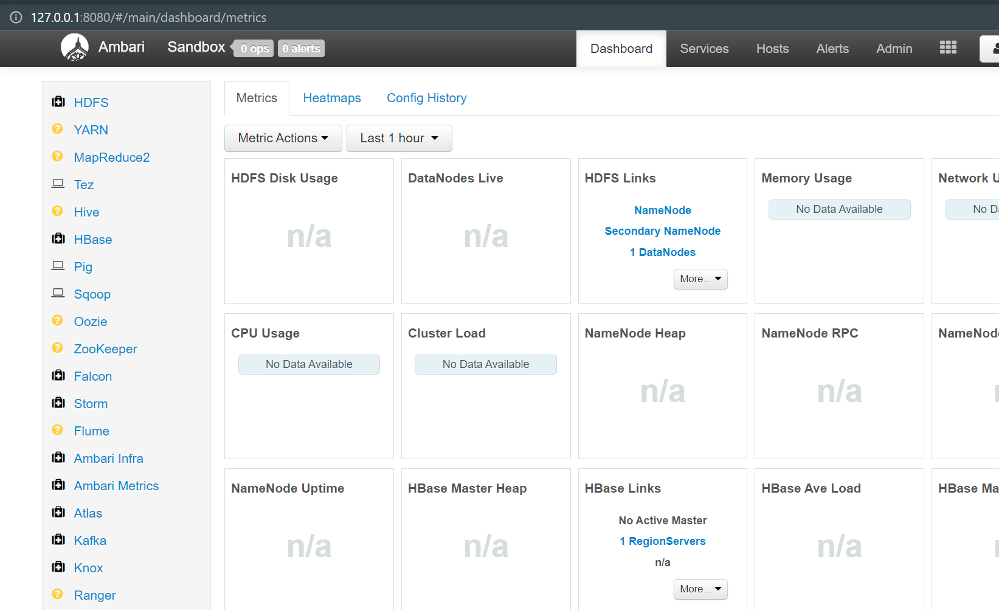 127.0.0.1:8080/#/main/dashboard/metrics
Ambari Sandbox 0 ops 0 alerts Dashboard Services Hosts Alerts Admin
HDFS
YARN
MapReduce2
Tez
Hive
HBase
Pig
Sqoop
Oozie
ZooKeeper
Falcon
Storm
Flume
Ambari Infra
Ambari Metrics
Atlas
Kafka
Knox
Ranger
Metrics Heatmaps Config History
Metric Actions Last 1 hour
HDFS Disk Usage
n/a
DataNodes Live
n/a
HDFS Links
NameNode
Secondary NameNode
1 DataNodes
More...
Memory Usage
No Data Available
Network U
No D
CPU Usage
No Data Available
Cluster Load
No Data Available
NameNode Heap
n/a
NameNode RPC
n/a
NameNod
NameNode Uptime
n/a
HBase Master Heap
n/a
HBase Links
No Active Master
1 RegionServers
n/a
More...
HBase Ave Load
n/a
HBase Ma